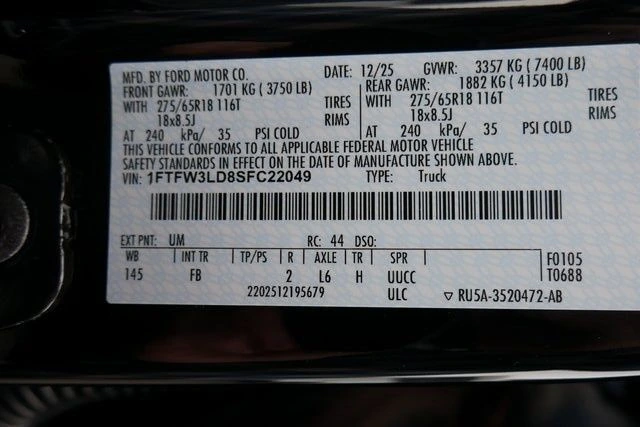 MFD. BY FORD MOTOR CO. DATE: 12/25 GVWR: 3357 KG ( 7400 LB)
FRONT GAWR: 1701 KG ( 3750 LB) REAR GAWR: 1882 KG ( 4150 LB)
WITH 275/65R18 116T TIRES WITH 275/65R18 116T TIRES
18x8.5J RIMS 18x8.5J RIMS
AT 240 kPa/ 35 PSI COLD AT 240 kPa/ 35 PSI COLD
THIS VEHICLE CONFORMS TO ALL APPLICABLE FEDERAL MOTOR VEHICLE
SAFETY STANDARDS IN EFFECT ON THE DATE OF MANUFACTURE SHOWN ABOVE.
VIN: 1FTFW3LD8SFC22049 TYPE: Truck
EXT PNT: UM RC: 44 DSO:
WB INT TR TP/PS R AXLE TR SPR F0105
145 FB 2 L6 H UUCC T0688
2202512195679 ULC RU5A-3520472-AB